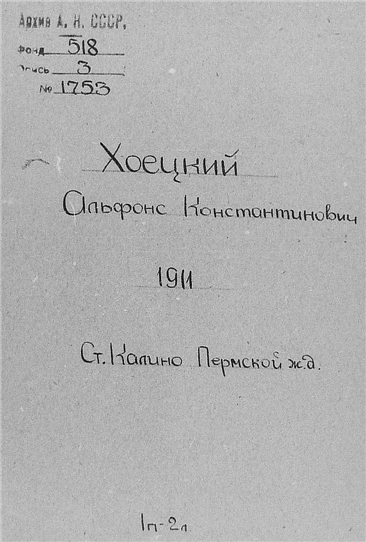 Архив А. Н. СССР.
Фонд 518
Опись 3
№ 1753
Хоецкий
Альфонс Константинович
1911
Ст. Калино Пермской ж.д.
1п-2л